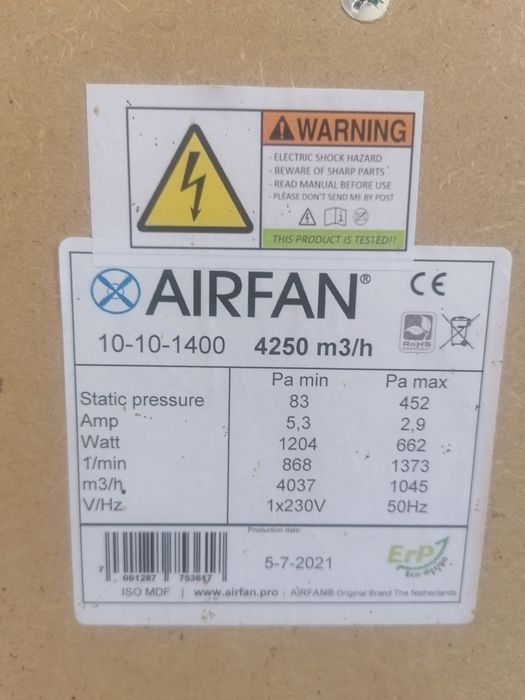 WARNING
- ELECTRIC SHOCK HAZARD
- BEWARE OF SHARP PARTS
- READ MANUAL BEFORE USE
- PLEASE DON'T SEND ME BY POST
THIS PRODUCT IS TESTED!!
AIRFAN® CE
10-10-1400 4250 m3/h
RoHS
Pa min Pa max
Static pressure 83 452
Amp 5,3 2,9
Watt 1204 662
1/min 868 1373
m3/h 4037 1045
V/Hz 1x230V 50Hz
Production date:
5-7-2021
ErP
Eco-design
7 061287 753617
ISO MDF | www.airfan.pro | AIRFAN® Original Brand The Netherlands